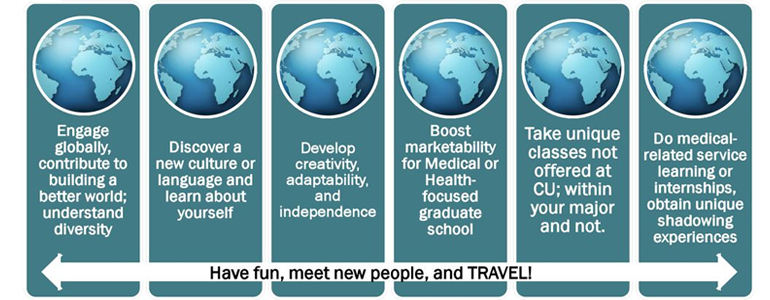 Engage
globally,
contribute to
building a
better world;
understand
diversity
Discover a
new culture or
language and
learn about
yourself
Develop
creativity,
adaptability,
and
independence
Boost
marketability
for Medical or
Health-
focused
graduate
school
Take unique
classes not
offered at
CU; within
your major
and not.
Do medical-
related service
learning or
internships,
obtain unique
shadowing
experiences
Have fun, meet new people, and TRAVEL!